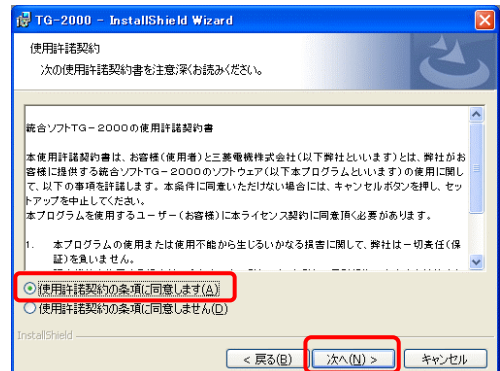 TG-2000 - InstallShield Wizard
使用許諾契約
次の使用許諾契約書を注意深くお読みください。
統合ソフトTG－2000の使用許諾契約書
本使用許諾契約書は、お客様（使用者）と三菱電機株式会社（以下弊社といいます）とは、弊社がお
客様に提供する統合ソフトTG－2000のソフトウェア（以下本プログラムといいます）の使用に関し
て、以下の事項を許諾します。本条件に同意いただけない場合には、キャンセルボタンを押し、セッ
トアップを中止してください。
本プログラムを使用するユーザー（お客様）に本ライセンス契約に同意頂く必要があります。
1. 本プログラムの使用または使用不能から生じるいかなる損害に関して、弊社は一切責任（保
証）を負いません。
使用許諾契約の条項に同意します(A)
使用許諾契約の条項に同意しません(D)
InstallShield
< 戻る(B) 次へ(N) > キャンセル